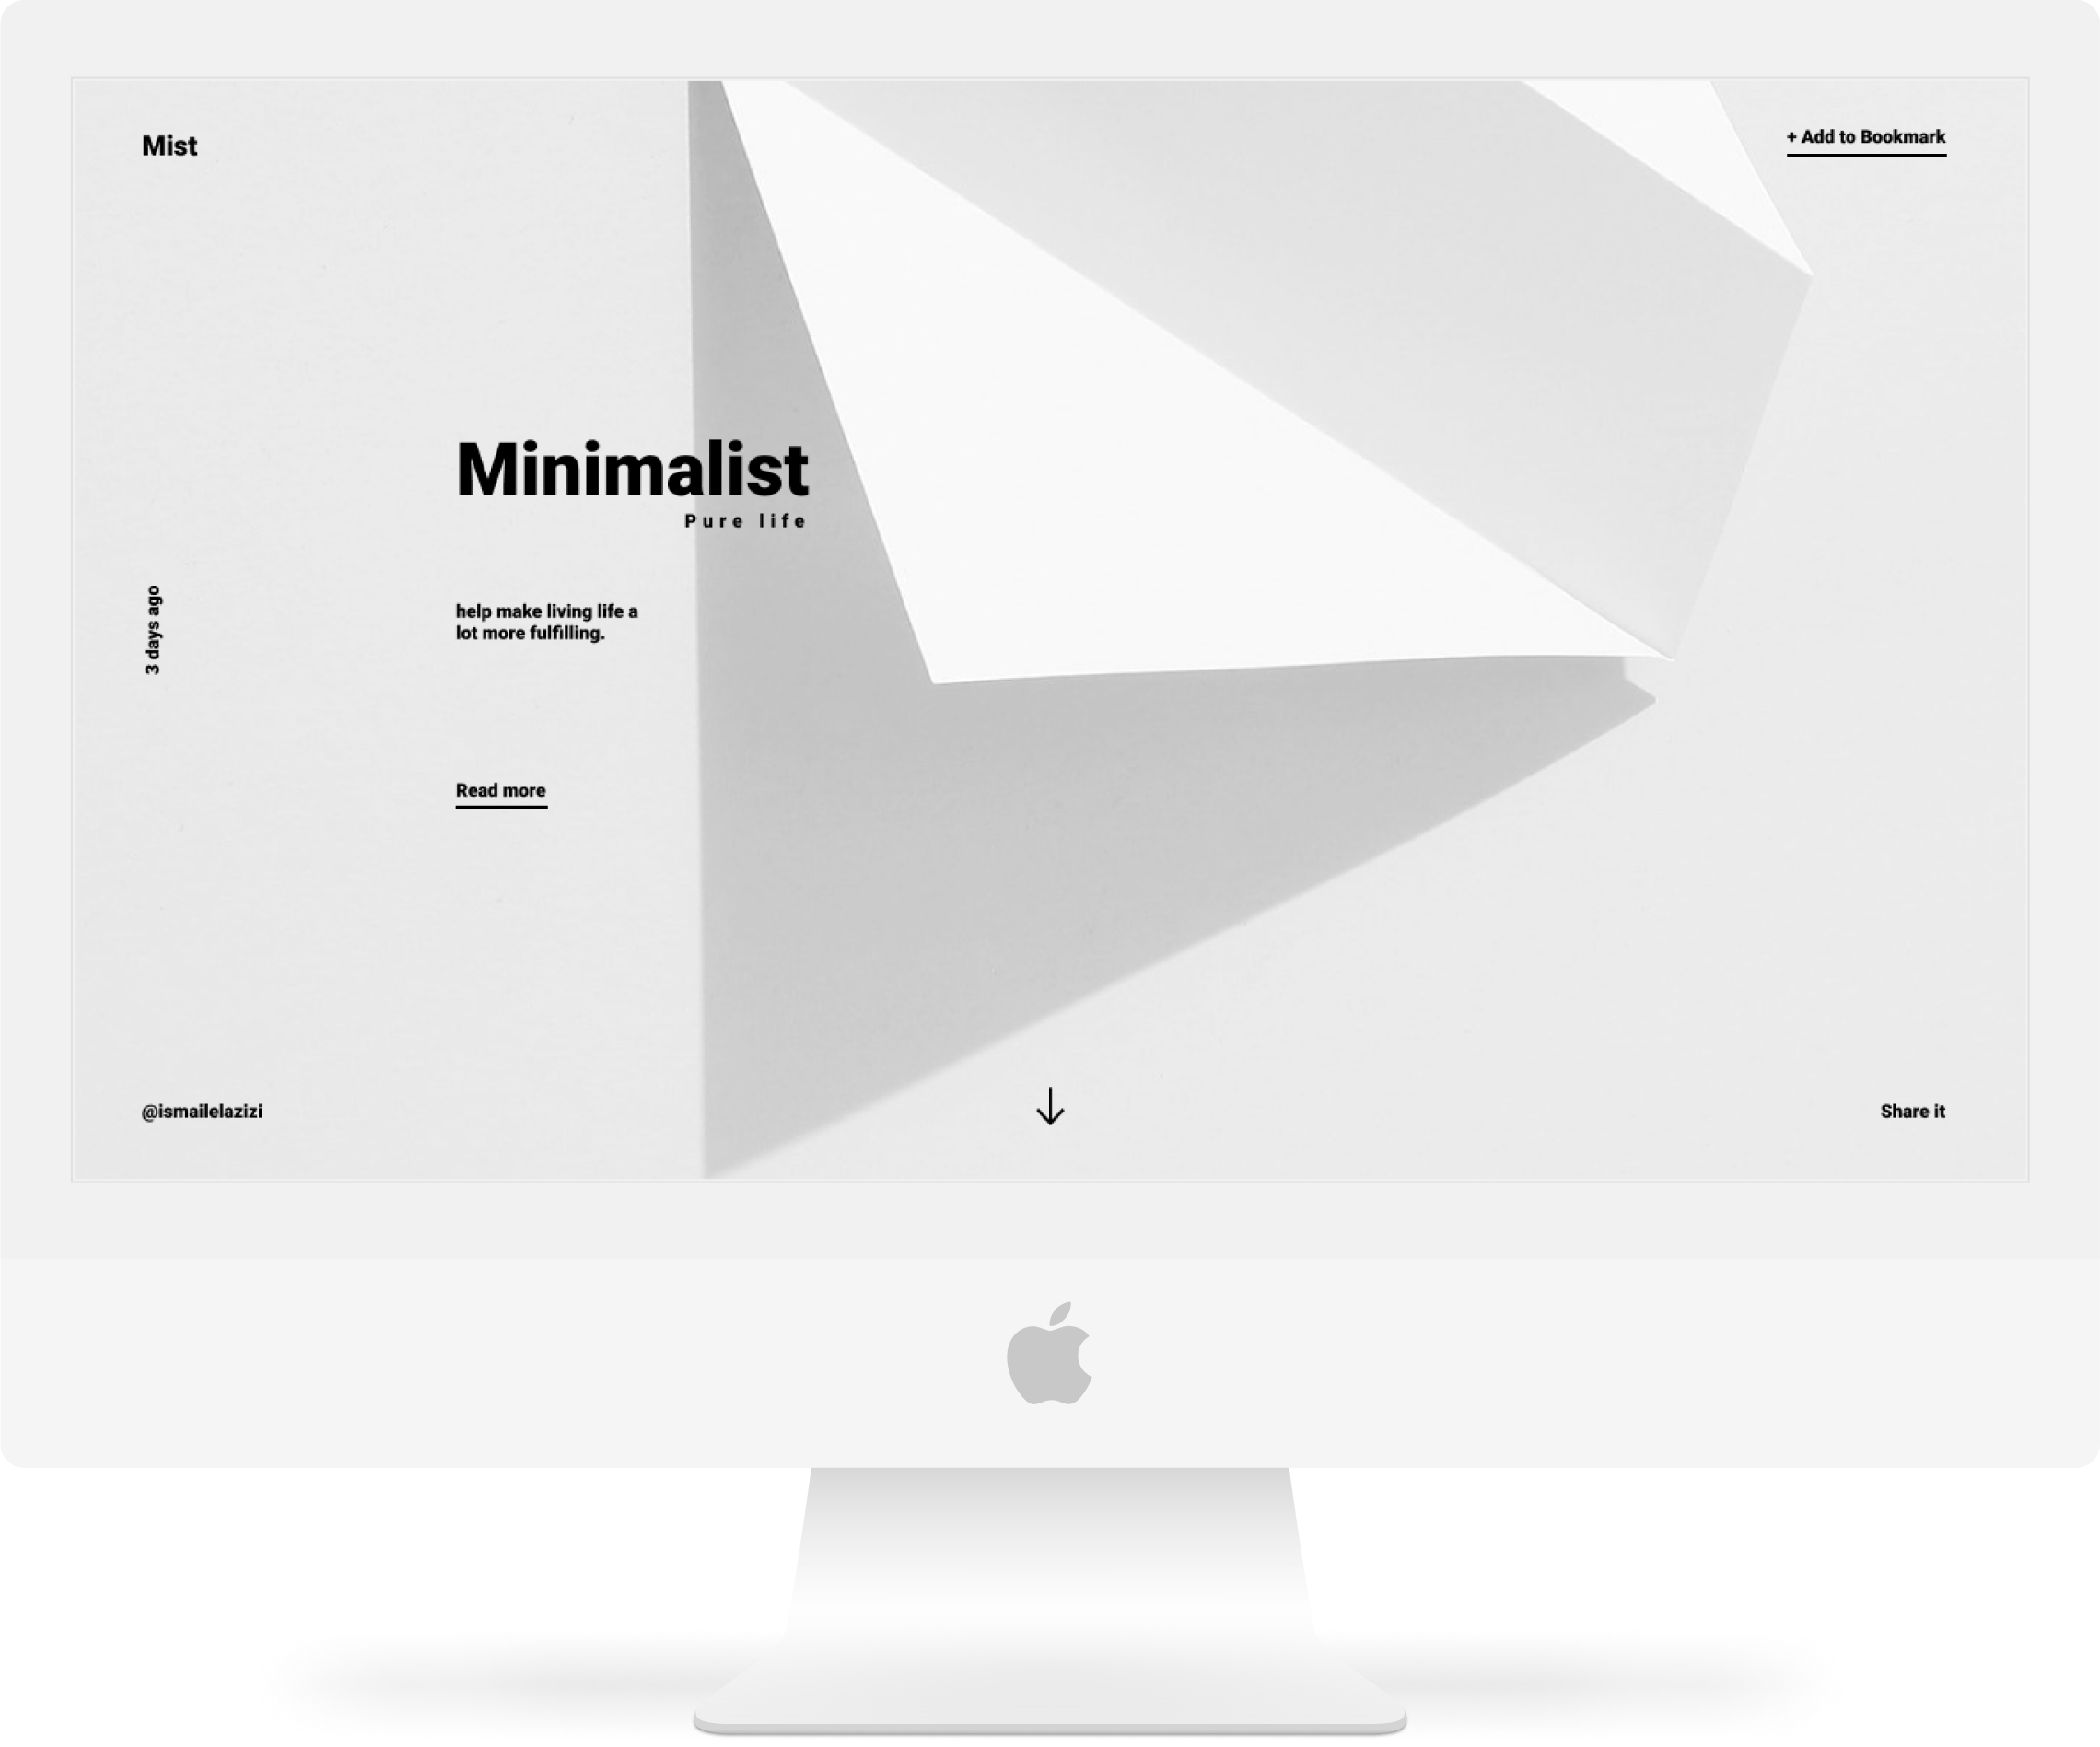 Mist
+ Add to Bookmark
Minimalist
Pure life
3 days ago
help make living life a
lot more fulfilling.
Read more
@ismailelazizi
Share it